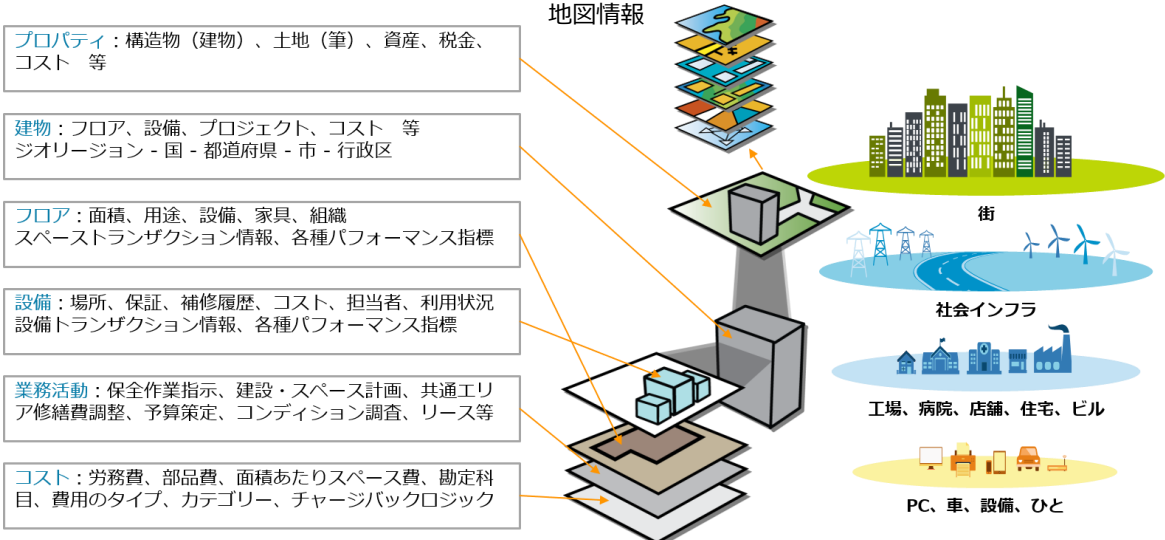 地図情報
プロパティ：構造物（建物）、土地（筆）、資産、税金、
コスト　等
建物：フロア、設備、プロジェクト、コスト　等
ジオリージョン - 国 - 都道府県 - 市 - 行政区
フロア：面積、用途、設備、家具、組織
スペーストランザクション情報、各種パフォーマンス指標
設備：場所、保証、補修履歴、コスト、担当者、利用状況
設備トランザクション情報、各種パフォーマンス指標
業務活動：保全作業指示、建設・スペース計画、共通エリ
ア修繕費調整、予算策定、コンディション調査、リース等
コスト：労務費、部品費、面積あたりスペース費、勘定科
目、費用のタイプ、カテゴリー、チャージバックロジック
街
社会インフラ
工場、病院、店舗、住宅、ビル
PC、車、設備、ひと